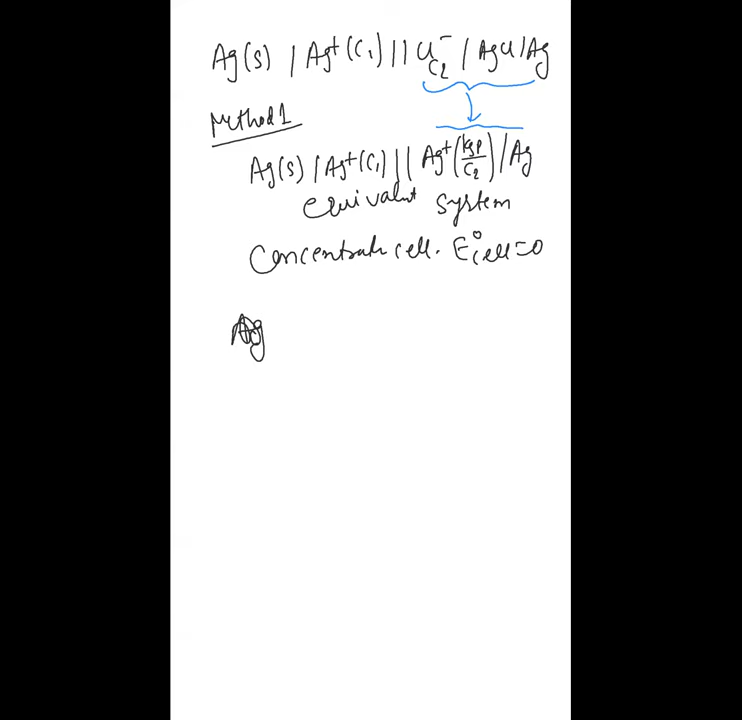 Ag(s) / Ag+(C1) || Cl- C2 / AgCl / Ag
Method 1
Ag(s) / Ag+(C1) || Ag+(ksp/C2) / Ag
equivalent system
Concentrate cell. E°cell=0
Ag